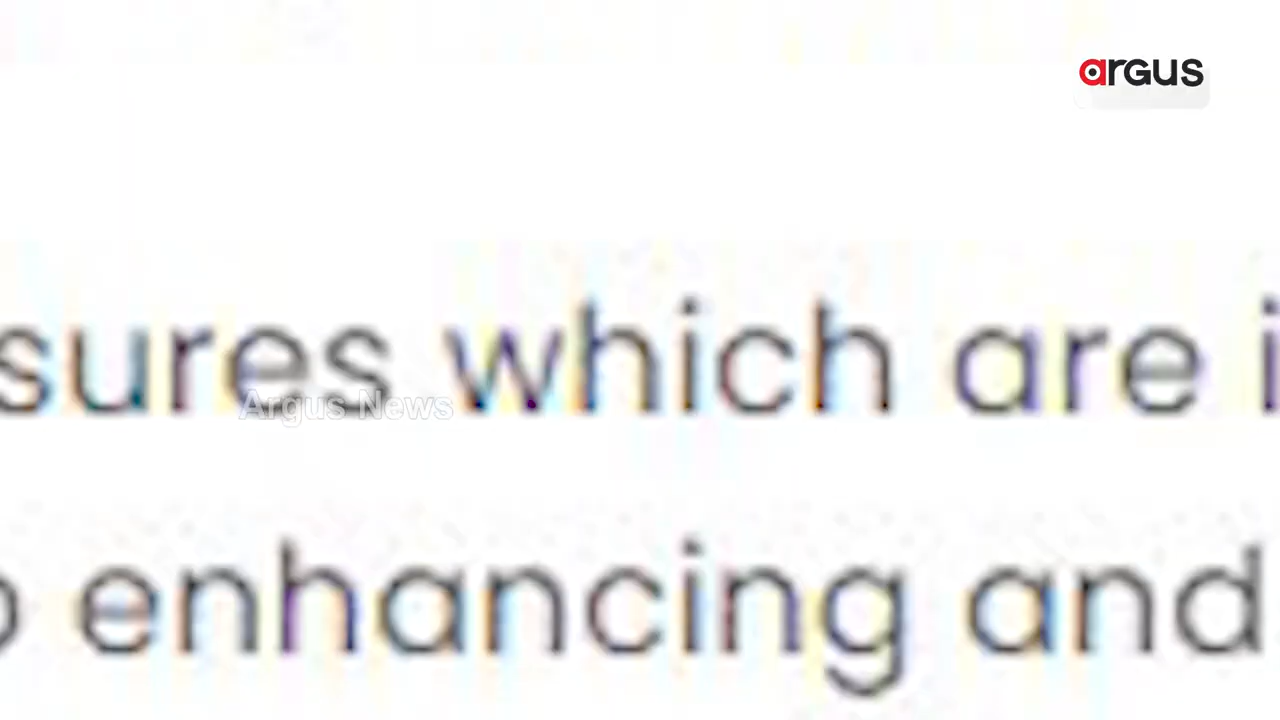 argus
sures which are i
Argus News
enhancing and